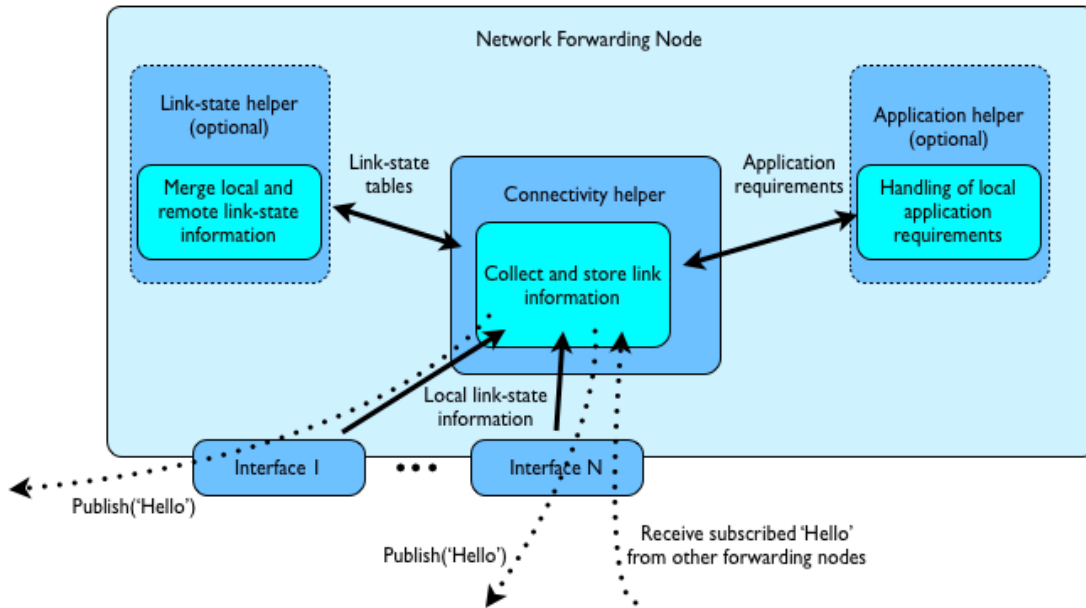 Network Forwarding Node
Link-state helper
(optional)
Merge local and
remote link-state
information
Link-state
tables
Connectivity helper
Collect and store link
information
Application
requirements
Application helper
(optional)
Handling of local
application
requirements
Local link-state
information
Interface 1
Interface N
Publish(‘Hello’)
Publish(‘Hello’)
Receive subscribed ‘Hello’
from other forwarding nodes